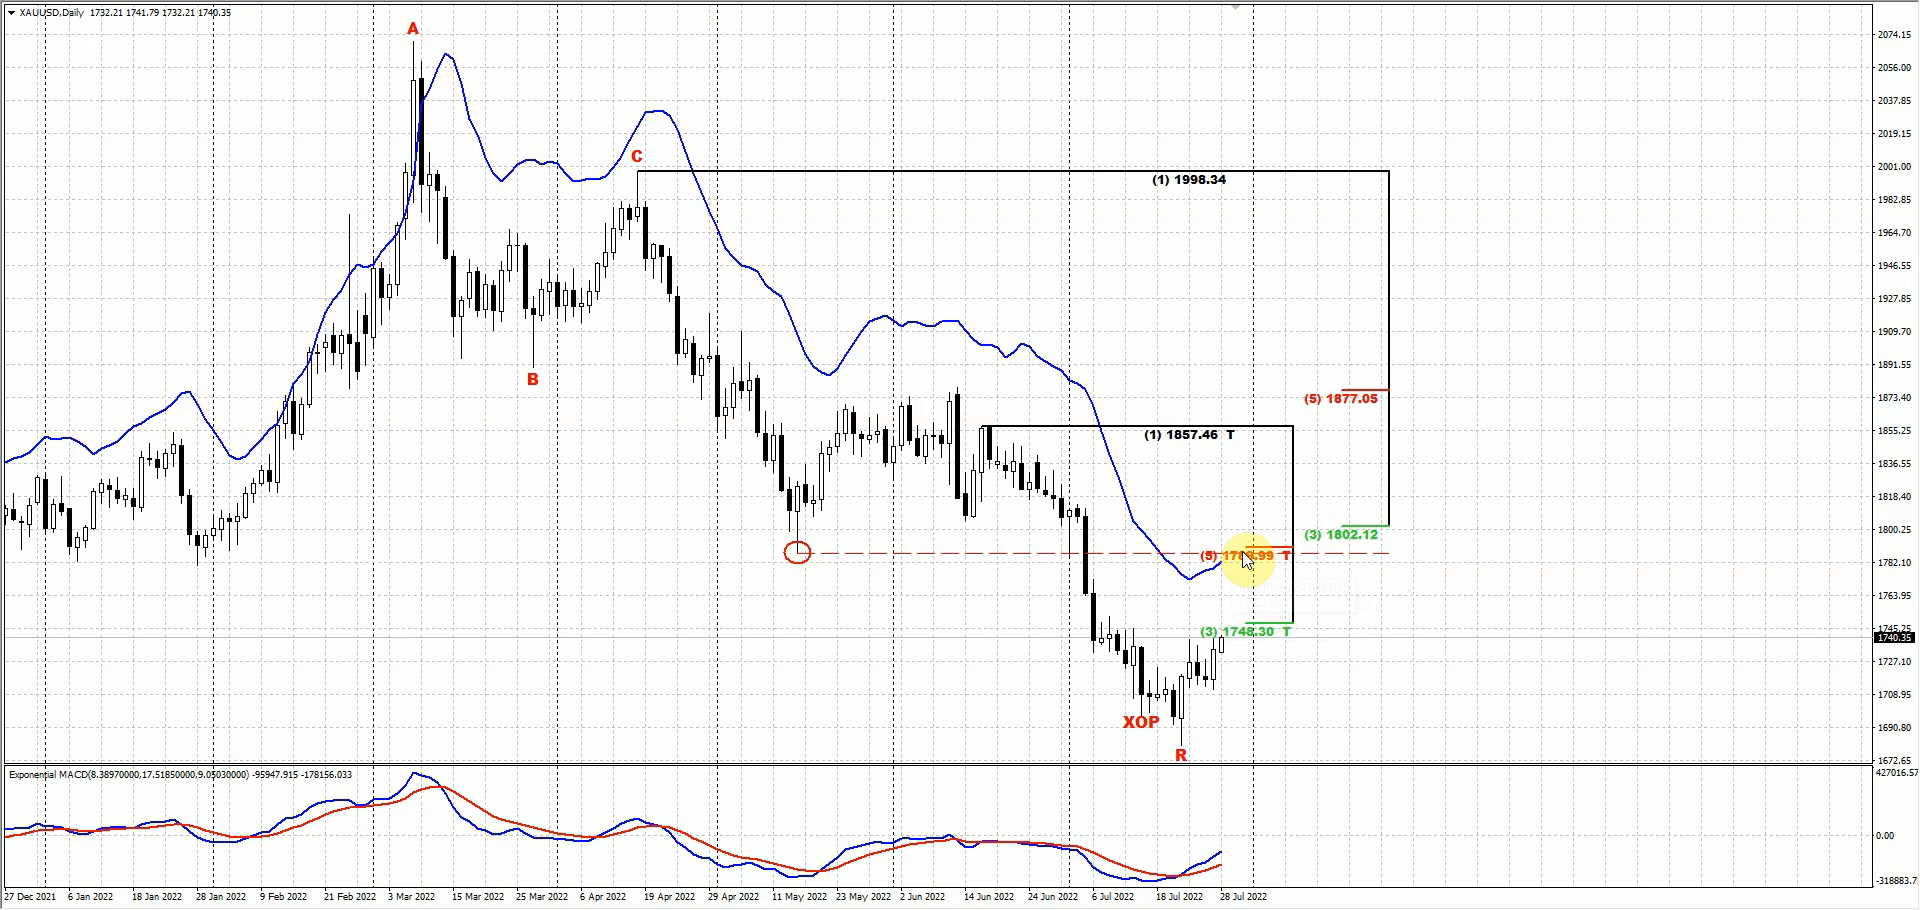 XAUUSD,Daily 1732.21 1741.79 1732.21 1740.35
A
C
B
(1) 1998.34
(5) 1877.05
(1) 1857.46 T
(3) 1802.12
(5) 1789.99 T
(3) 1748.30 T
XOP
R
2074.15
2056.00
2037.85
2019.15
2001.00
1982.85
1964.70
1946.55
1927.85
1909.70
1891.55
1873.40
1855.25
1836.55
1818.40
1800.25
1782.10
1763.95
1745.25
1740.35
1727.10
1708.95
1690.80
1672.65
Exponential MACD(8.38970000,17.51850000,9.05030000) -95947.915 -178156.033
427016.57
0.00
-318883.7
27 Dec 2021 6 Jan 2022 18 Jan 2022 28 Jan 2022 9 Feb 2022 21 Feb 2022 3 Mar 2022 15 Mar 2022 25 Mar 2022 6 Apr 2022 19 Apr 2022 29 Apr 2022 11 May 2022 23 May 2022 2 Jun 2022 14 Jun 2022 24 Jun 2022 6 Jul 2022 18 Jul 2022 28 Jul 2022